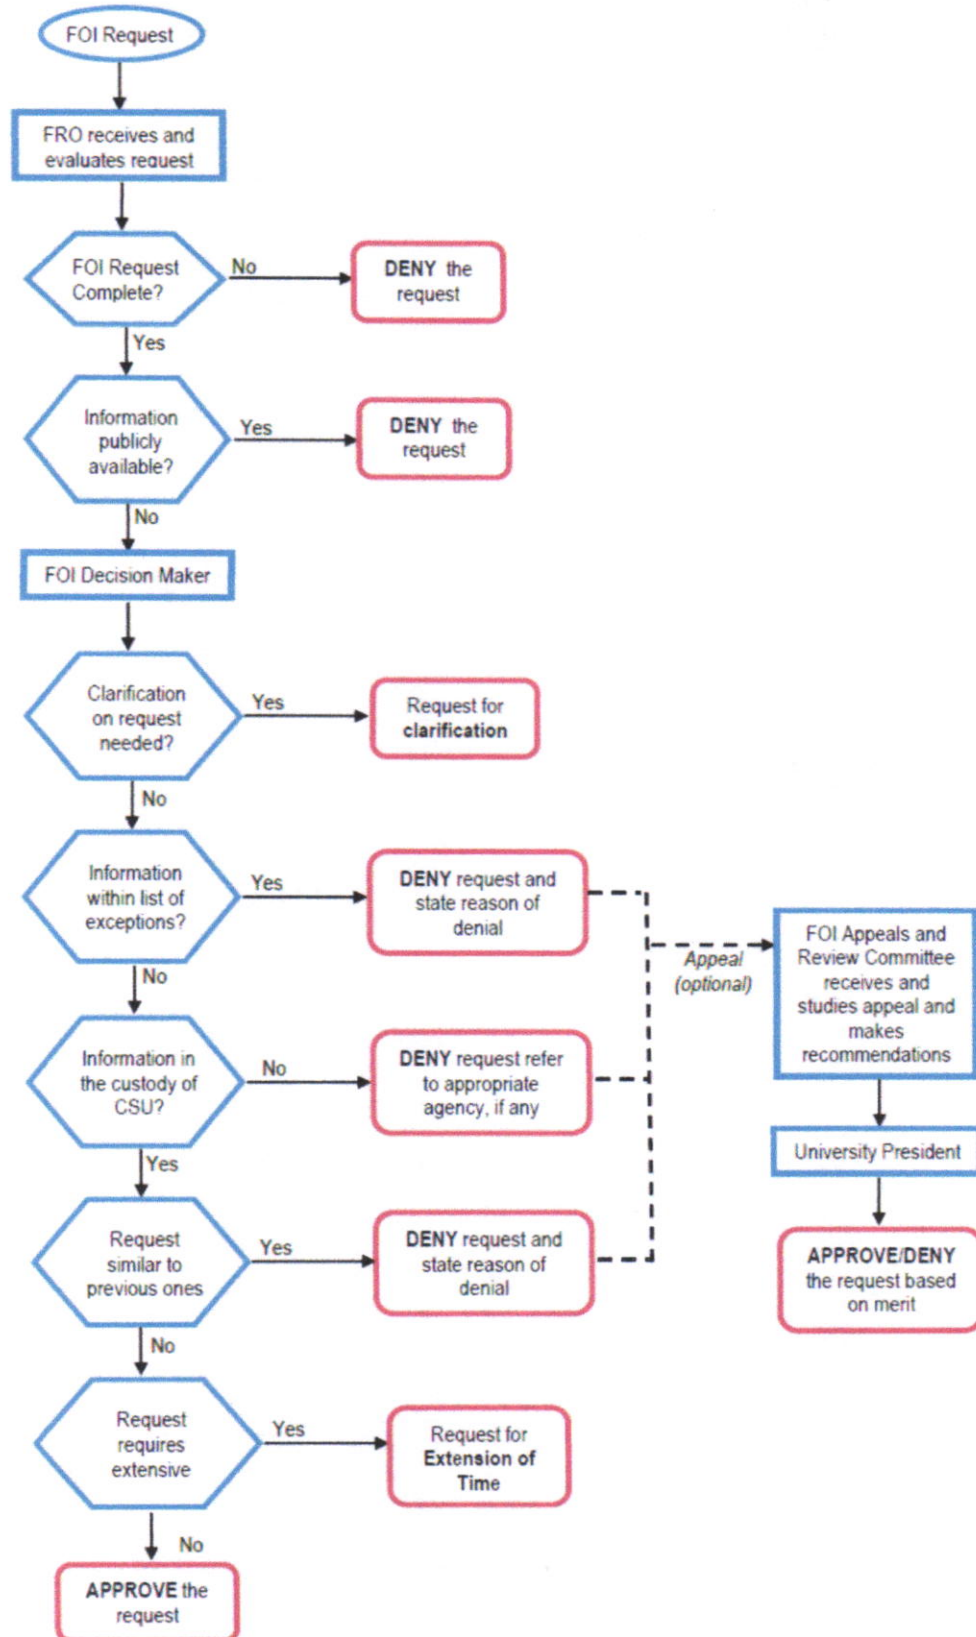 FOI Request
FRO receives and
evaluates request
FOI Request
Complete?
No
DENY the
request
Yes
Information
publicly
available?
Yes
DENY the
request
No
FOI Decision Maker
Clarification
on request
needed?
Yes
Request for
clarification
No
Information
within list of
exceptions?
Yes
DENY request and
state reason of
denial
Appeal
(optional)
FOI Appeals and
Review Committee
receives and
studies appeal and
makes
recommendations
No
Information in
the custody of
CSU?
No
DENY request refer
to appropriate
agency, if any
University President
Yes
Request
similar to
previous ones
Yes
DENY request and
state reason of
denial
APPROVE/DENY
the request based
on merit
No
Request
requires
extensive
Yes
Request for
Extension of
Time
No
APPROVE the
request